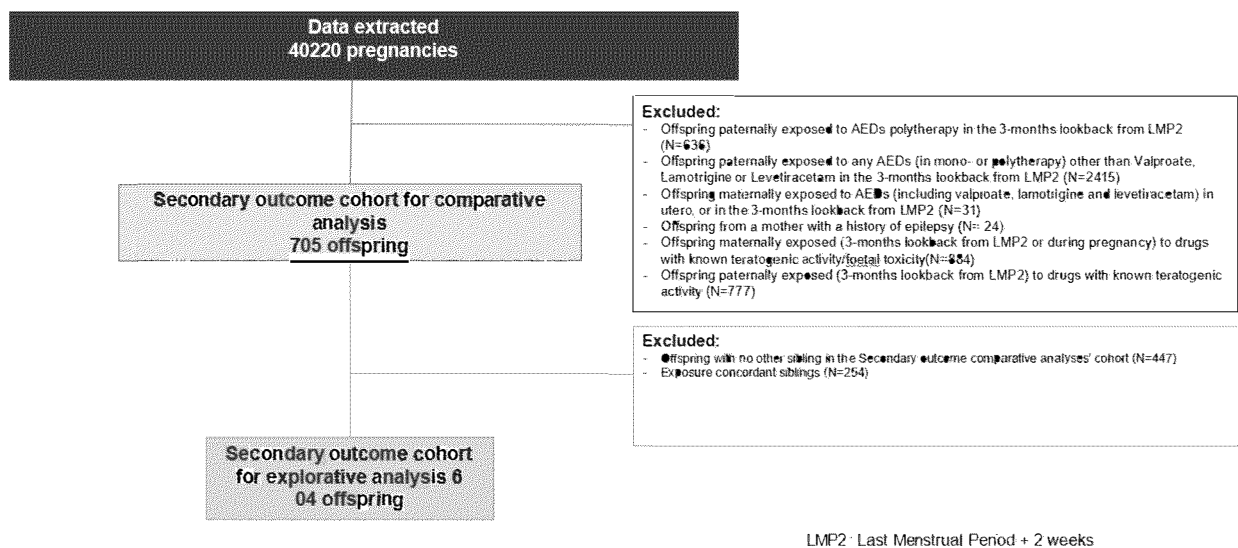 Data extracted
40220 pregnancies
Excluded:
- Offspring paternally exposed to AEDs polytherapy in the 3-months lookback from LMP2
(N=636)
- Offspring paternally exposed to any AEDs (in mono- or polytherapy) other than Valproate,
Lamotrigine or Levetiracetam in the 3-months lookback from LMP2 (N=2415)
- Offspring maternally exposed to AEDs (including valproate, lamotrigine and levetiracetam) in
utero, or in the 3-months lookback from LMP2 (N=31)
- Offspring from a mother with a history of epilepsy (N= 24)
- Offspring maternally exposed (3-months lookback from LMP2 or during pregnancy) to drugs
with known teratogenic activity/foetail toxicity
- Offspring paternally exposed (3-months lookback from LMP2) to drugs with known teratogenic
activity (N=777)
Secondary outcome cohort for comparative
analysis
705 offspring
Excluded:
- Offspring with no other sibling in the Secondary outcome comparative analyses' cohort (N=447)
- Exposure concordant siblings (N=254)
Secondary outcome cohort
for explorative analysis 6
04 offspring
LMP2: Last Menstrual Period + 2 weeks